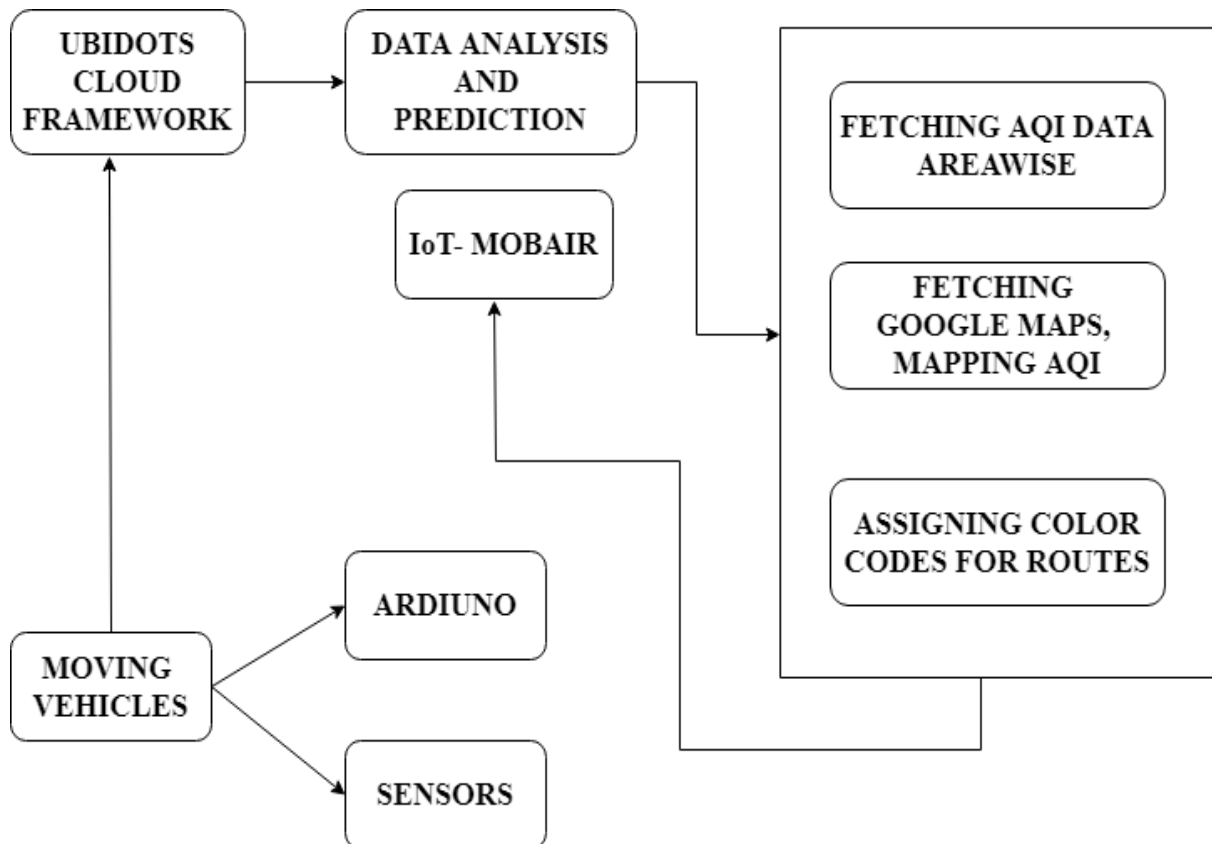 UBIDOTS
CLOUD
FRAMEWORK
DATA ANALYSIS
AND
PREDICTION
FETCHING AQI DATA
AREAWISE
IoT- MOBAIR
FETCHING
GOOGLE MAPS,
MAPPING AQI
ASSIGNING COLOR
CODES FOR ROUTES
ARDIUNO
MOVING
VEHICLES
SENSORS